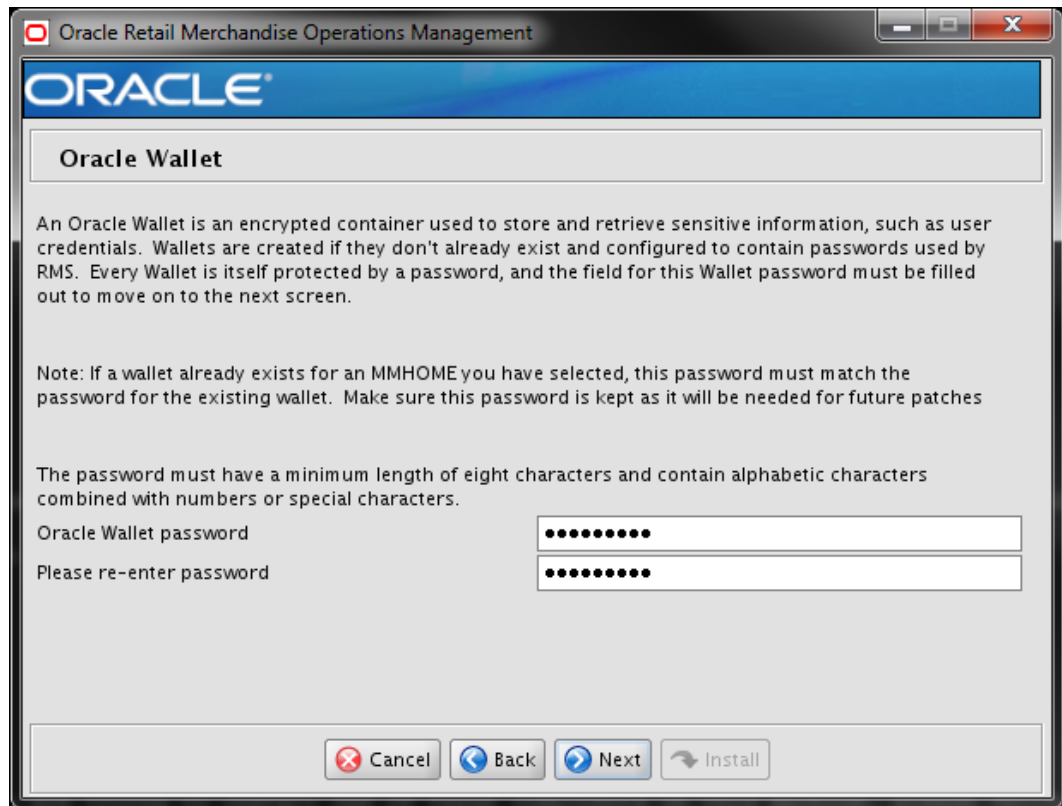 Oracle Retail Merchandise Operations Management
ORACLE®
Oracle Wallet
An Oracle Wallet is an encrypted container used to store and retrieve sensitive information, such as user
credentials.  Wallets are created if they don't already exist and configured to contain passwords used by
RMS.  Every Wallet is itself protected by a password, and the field for this Wallet password must be filled
out to move on to the next screen.
Note: If a wallet already exists for an MMHOME you have selected, this password must match the
password for the existing wallet.  Make sure this password is kept as it will be needed for future patches
The password must have a minimum length of eight characters and contain alphabetic characters
combined with numbers or special characters.
Oracle Wallet password
Please re-enter password
Cancel Back Next Install